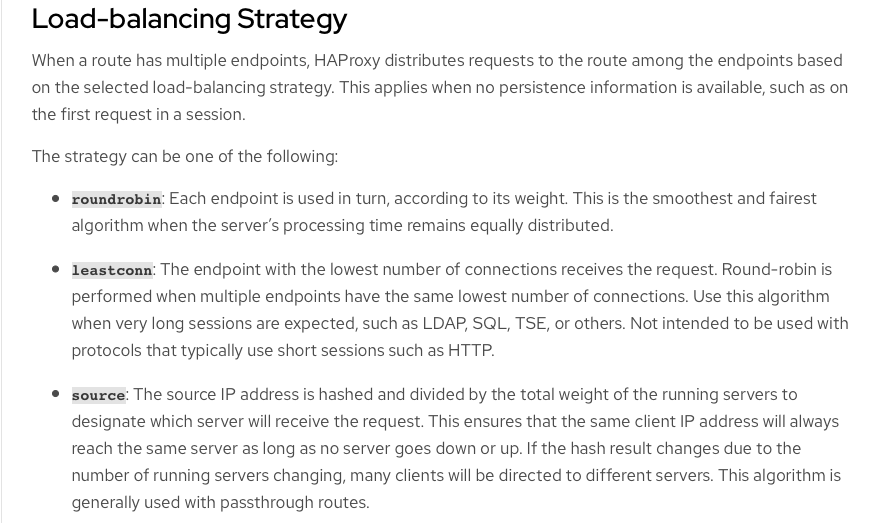 Load-balancing Strategy
When a route has multiple endpoints, HAProxy distributes requests to the route among the endpoints based
on the selected load-balancing strategy. This applies when no persistence information is available, such as on
the first request in a session.
The strategy can be one of the following:
roundrobin: Each endpoint is used in turn, according to its weight. This is the smoothest and fairest
algorithm when the server’s processing time remains equally distributed.
leastconn: The endpoint with the lowest number of connections receives the request. Round-robin is
performed when multiple endpoints have the same lowest number of connections. Use this algorithm
when very long sessions are expected, such as LDAP, SQL, TSE, or others. Not intended to be used with
protocols that typically use short sessions such as HTTP.
source: The source IP address is hashed and divided by the total weight of the running servers to
designate which server will receive the request. This ensures that the same client IP address will always
reach the same server as long as no server goes down or up. If the hash result changes due to the
number of running servers changing, many clients will be directed to different servers. This algorithm is
generally used with passthrough routes.